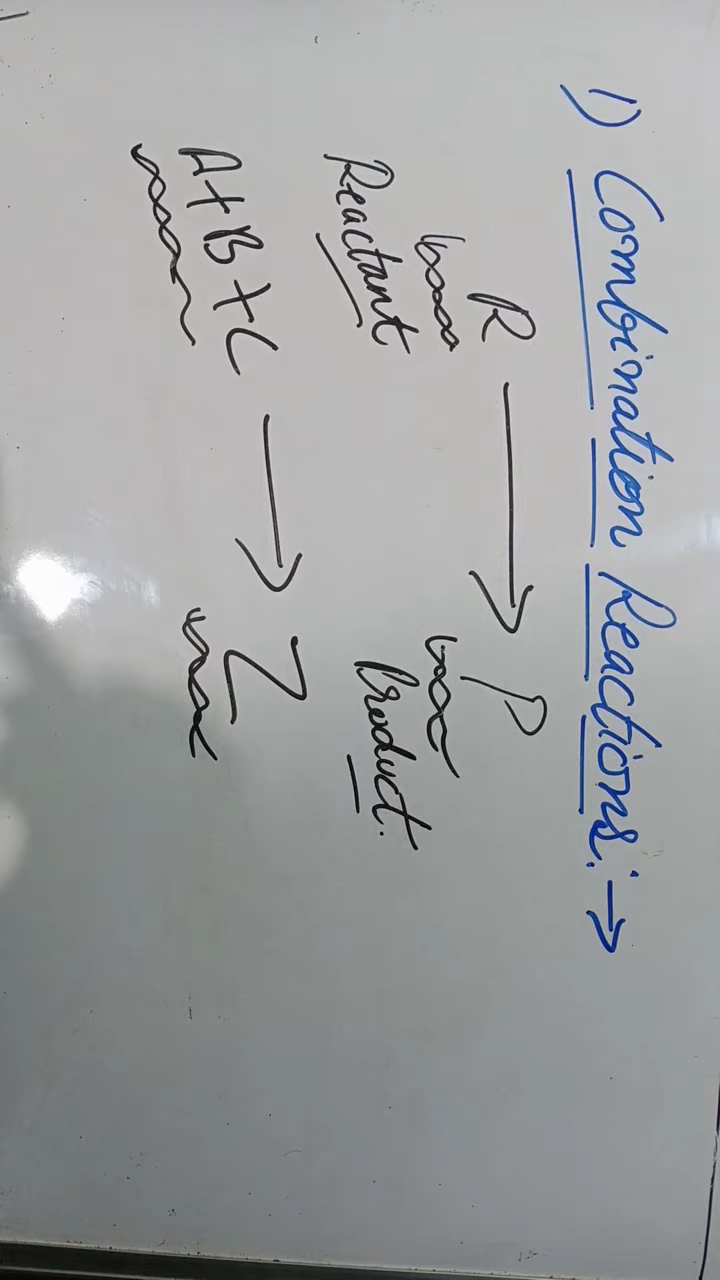 1) Combination Reactions:→
R → P
Reactant Product.
A+B+C → Z